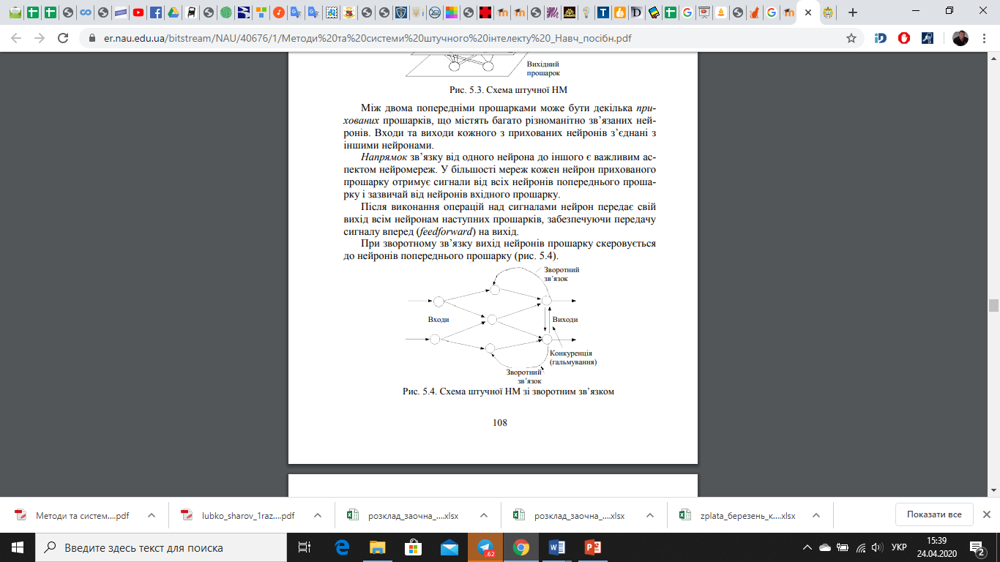 er.nau.edu.ua/bitstream/NAU/40676/1/Методи%20та%20системи%20штучного%20інтелекту%20_Навч_посібн.pdf
Вихідний
прошарок
Рис. 5.3. Схема штучної НМ
Між двома попередніми прошарками може бути декілька при-
хованих прошарків, що містять багато різноманітно зв’язаних ней-
ронів. Входи та виходи кожного з прихованих нейронів з’єднані з
іншими нейронами.
Напрямок зв’язку від одного нейрона до іншого є важливим ас-
пектом нейромереж. У більшості мереж кожен нейрон прихованого
прошарку отримує сигнали від всіх нейронів попереднього проша-
рку і зазвичай від нейронів вхідного прошарку.
Після виконання операцій над сигналами нейрон передає свій
вихід всім нейронам наступних прошарків, забезпечуючи передачу
сигналу вперед (feedforward) на вихід.
При зворотному зв’язку вихід нейронів прошарку скеровується
до нейронів попереднього прошарку (рис. 5.4).
Зворотний
зв’язок
Входи
Виходи
Конкуренція
(гальмування)
Зворотний
зв’язок
Рис. 5.4. Схема штучної НМ зі зворотним зв’язком
108
Методи та систем....pdf
lubko_sharov_1raz....pdf
розклад_заочна_....xlsx
розклад_заочна_....xlsx
zplata_березень_к....xlsx
Показати все
Введите здесь текст для поиска
..62
УКР
15:39
24.04.2020
2